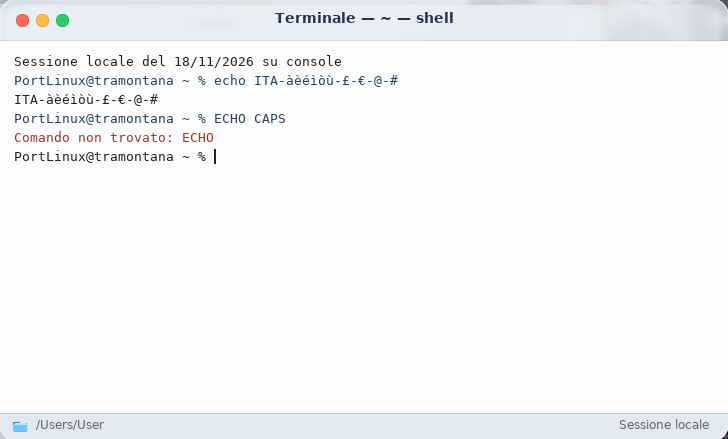 Terminale — ~ — shell
Sessione locale del 18/11/2026 su console
PortLinux@tramontana ~ % echo ITA-àèéìòù-£-€-@-#
ITA-àèéìòù-£-€-@-#
PortLinux@tramontana ~ % ECHO CAPS
Comando non trovato: ECHO
PortLinux@tramontana ~ %
/Users/User
Sessione locale